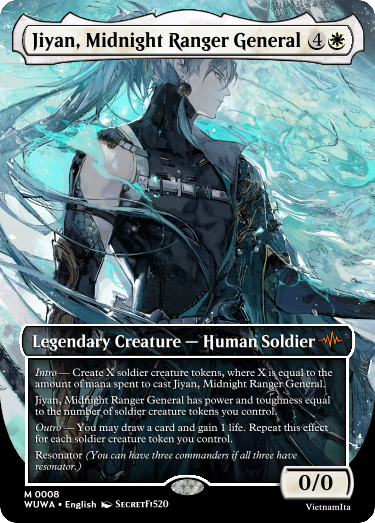 Jiyan, Midnight Ranger General 4
Legendary Creature — Human Soldier
Intro — Create X soldier creature tokens, where X is equal to the
amount of mana spent to cast Jiyan, Midnight Ranger General.
Jiyan, Midnight Ranger General has power and toughness equal
to the number of soldier creature tokens you control.
Outro — You may draw a card and gain 1 life. Repeat this effect
for each soldier creature token you control.
Resonator (You can have three commanders if all three have
resonator.)
0/0
M 0008
WUWA • English SecretFi520
VietnamIta